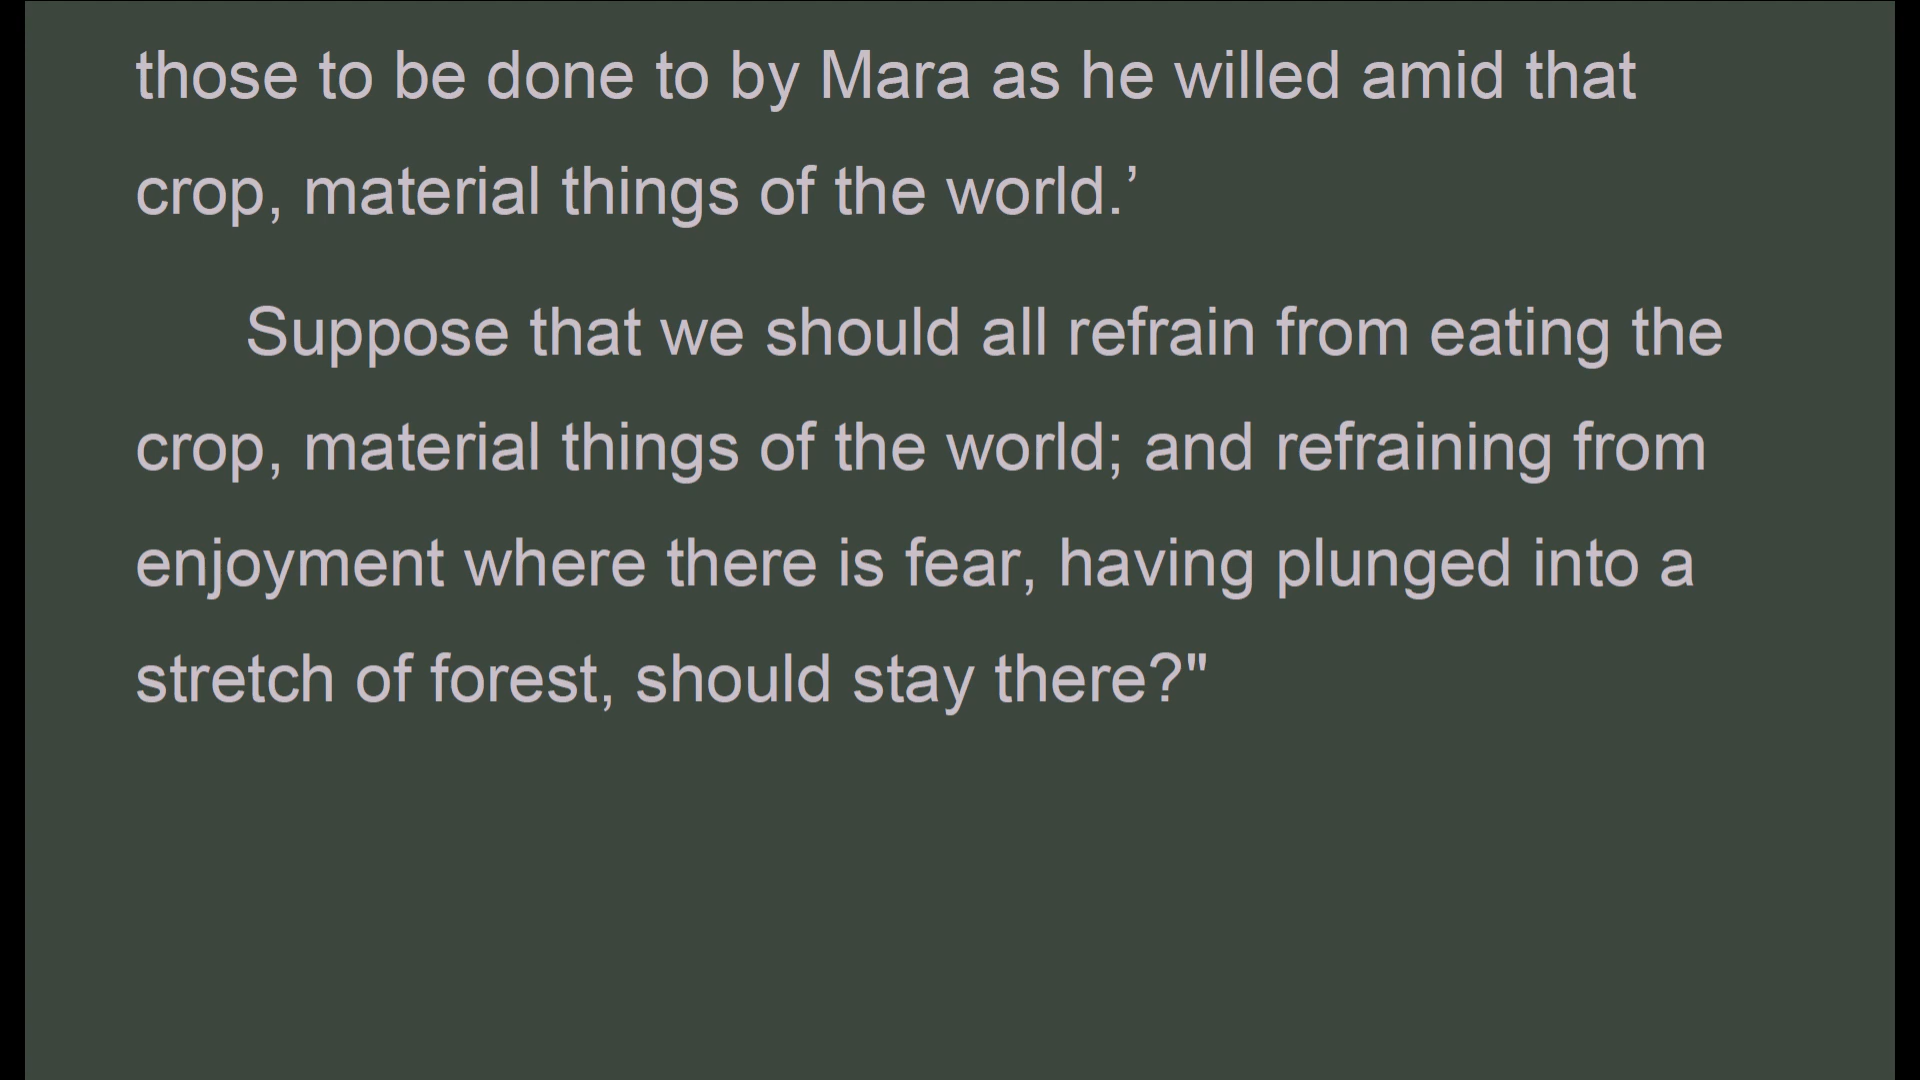 those to be done to by Mara as he willed amid that
crop, material things of the world.’
Suppose that we should all refrain from eating the
crop, material things of the world; and refraining from
enjoyment where there is fear, having plunged into a
stretch of forest, should stay there?"